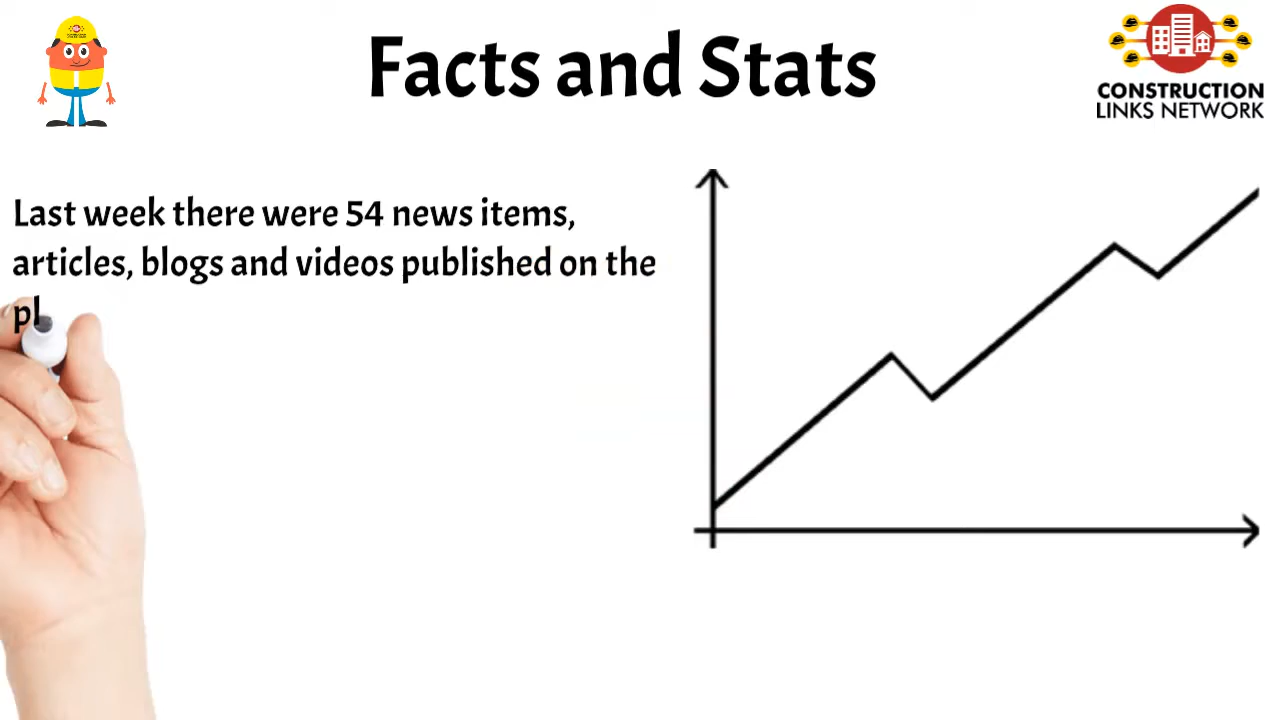 Facts and Stats
CONSTRUCTION
LINKS NETWORK
Last week there were 54 news items,
articles, blogs and videos published on the
pl